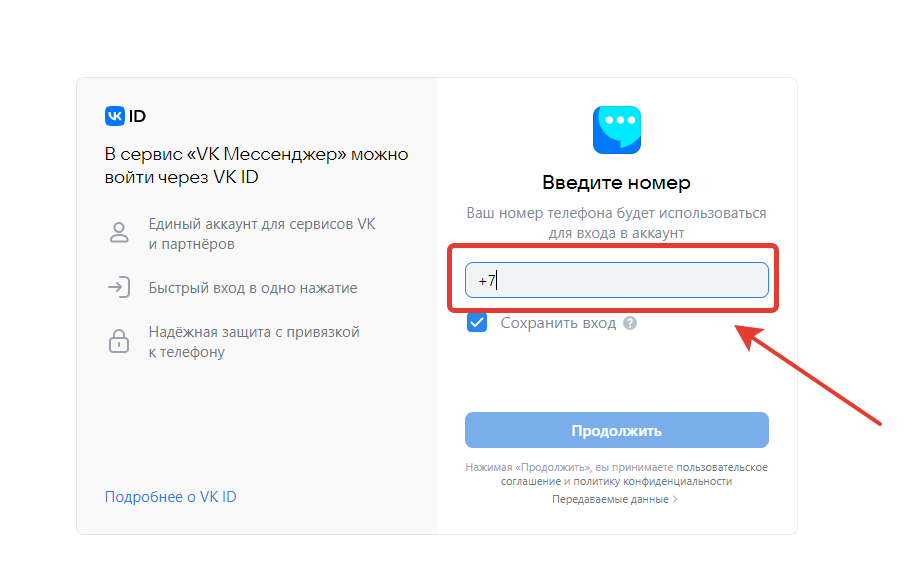 VK ID
В сервис «VK Мессенджер» можно
войти через VK ID
Единый аккаунт для сервисов VK
и партнёров
Быстрый вход в одно нажатие
Надёжная защита с привязкой
к телефону
Подробнее о VK ID
Введите номер
Ваш номер телефона будет использоваться
для входа в аккаунт
+7
Сохранить вход ?
Продолжить
Нажимая «Продолжить», вы принимаете пользовательское
соглашение и политику конфиденциальности
Передаваемые данные >